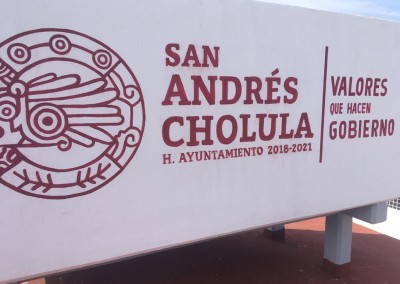 SAN
ANDRÉS
CHOLULA
H. AYUNTAMIENTO 2018-2021
VALORES
QUE HACEN
GOBIERNO